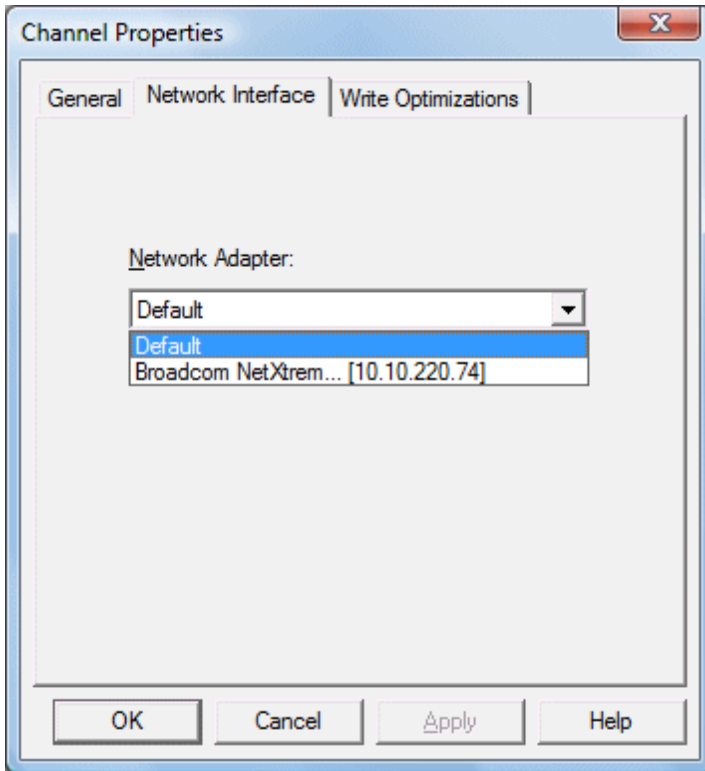 Channel Properties
General Network Interface Write Optimizations
Network Adapter:
Default
Default
Broadcom NetXtrem... [10.10.220.74]
OK Cancel Apply Help